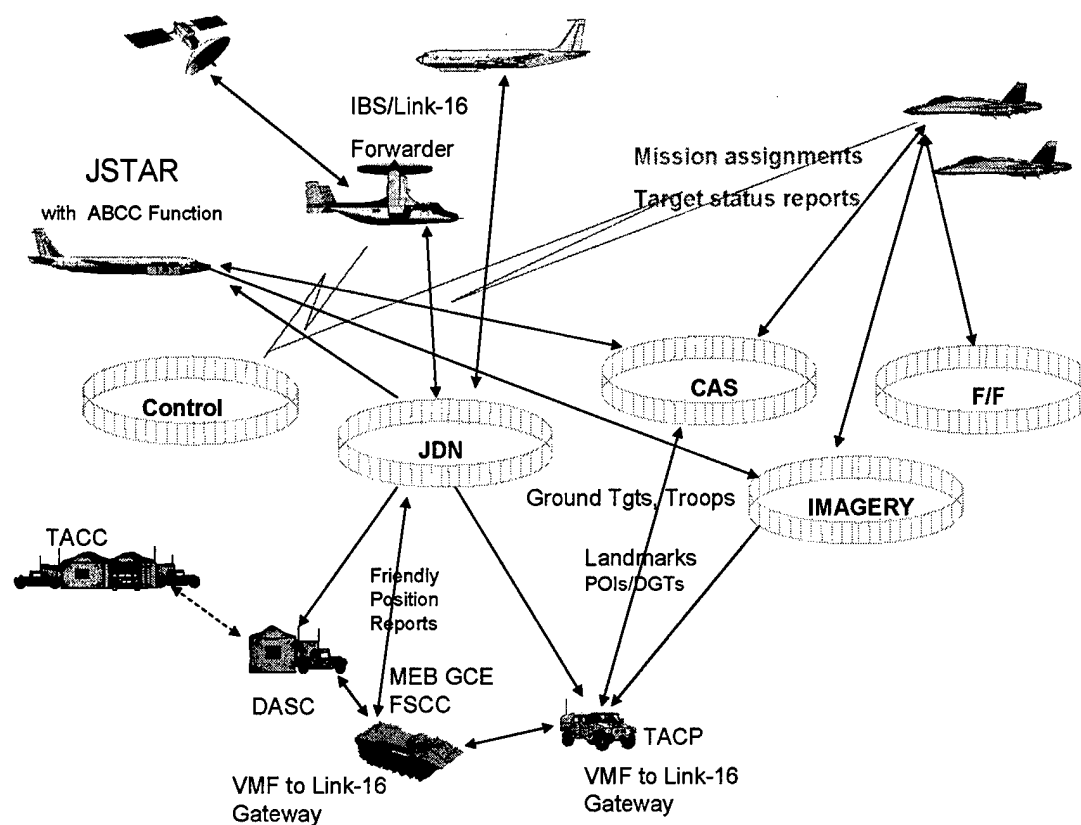 IBS/Link-16
Forwarder
JSTAR
with ABCC Function
Mission assignments
Target status reports
Control
JDN
CAS
F/F
IMAGERY
Ground Tgts, Troops
Landmarks
POIs/DGTs
TACC
Friendly
Position
Reports
DASC
MEB GCE
FSCC
TACP
VMF to Link-16
Gateway
VMF to Link-16
Gateway